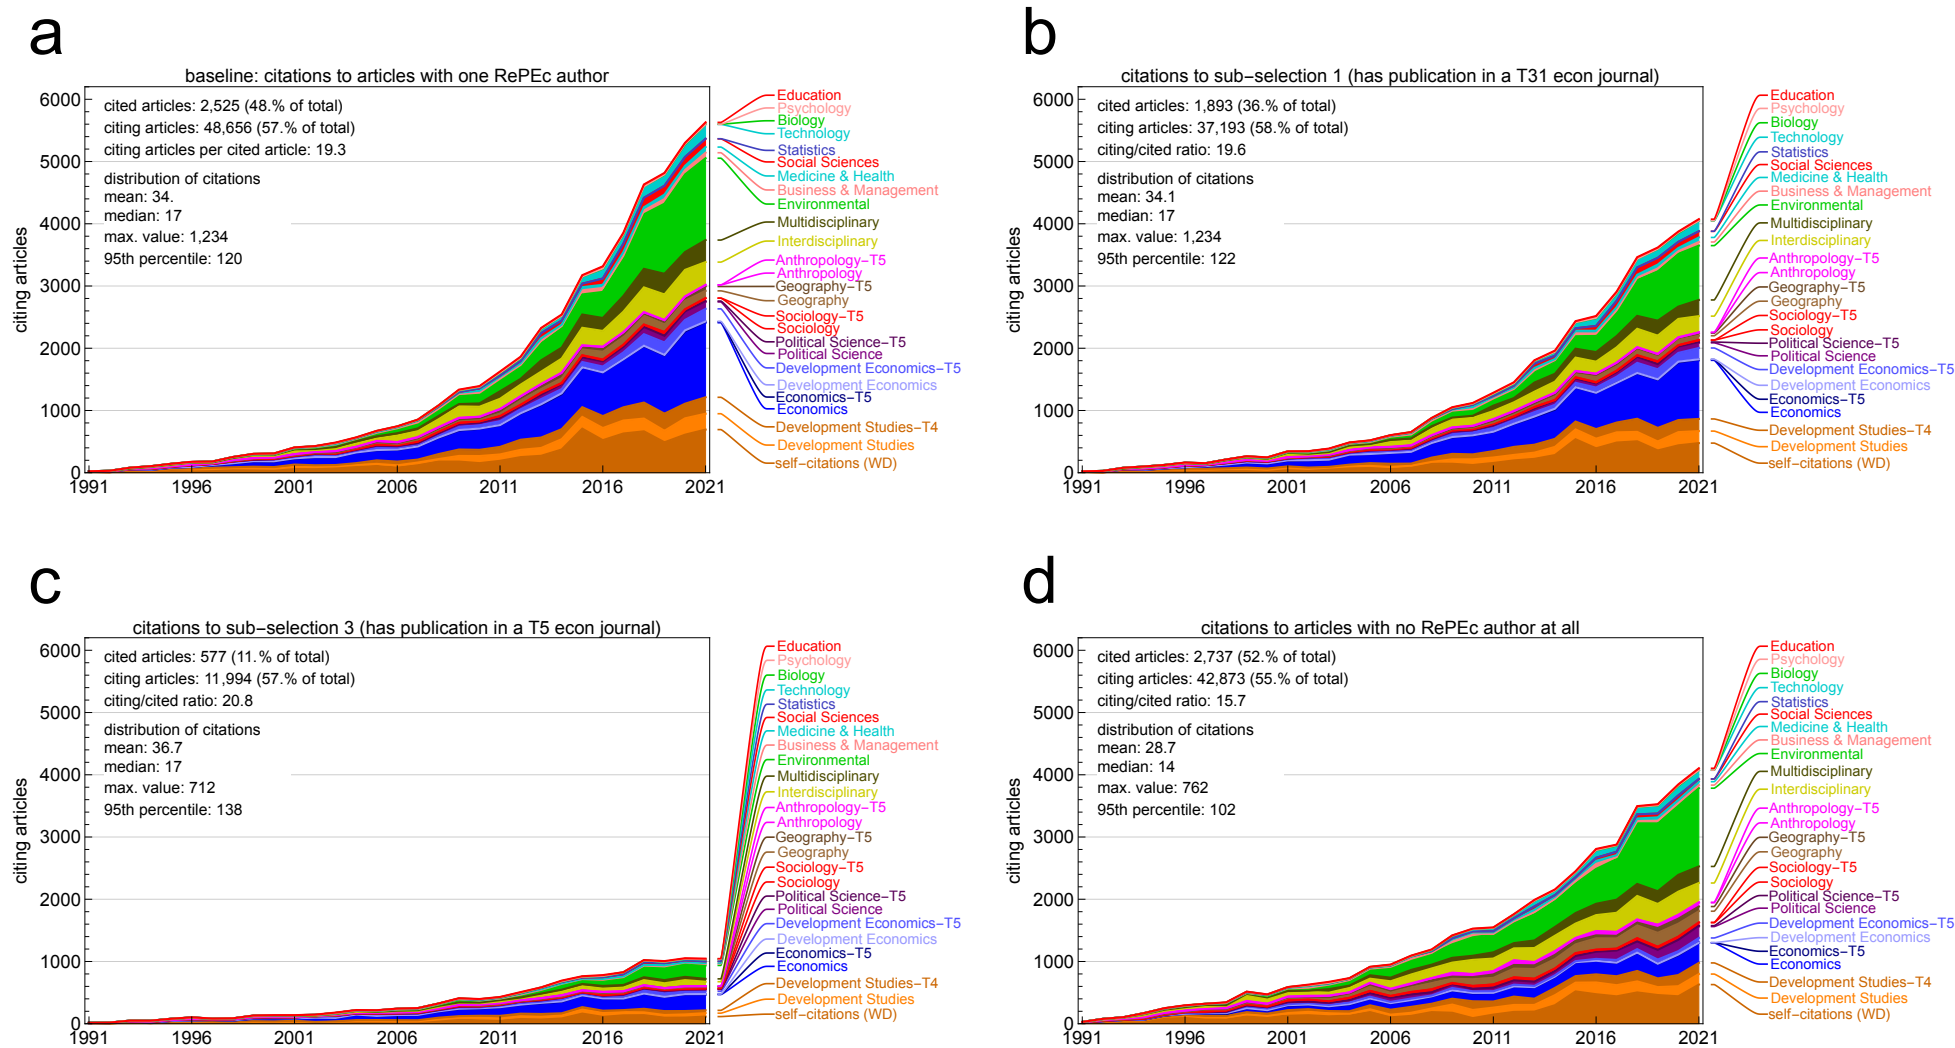 a
baseline: citations to articles with one RePEc author
cited articles: 2,525 (48.% of total)
citing articles: 48,656 (57.% of total)
citing articles per cited article: 19.3
distribution of citations
mean: 34.
median: 17
max. value: 1,234
95th percentile: 120
citing articles
6000
5000
4000
3000
2000
1000
0
1991 1996 2001 2006 2011 2016 2021
Education
Psychology
Biology
Technology
Statistics
Social Sciences
Medicine & Health
Business & Management
Environmental
Multidisciplinary
Interdisciplinary
Anthropology−T5
Anthropology
Geography−T5
Geography
Sociology−T5
Sociology
Political Science−T5
Political Science
Development Economics−T5
Development Economics
Economics−T5
Economics
Development Studies−T4
Development Studies
self−citations (WD)
b
citations to sub−selection 1 (has publication in a T31 econ journal)
cited articles: 1,893 (36.% of total)
citing articles: 37,193 (58.% of total)
citing/cited ratio: 19.6
distribution of citations
mean: 34.1
median: 17
max. value: 1,234
95th percentile: 122
citing articles
6000
5000
4000
3000
2000
1000
0
1991 1996 2001 2006 2011 2016 2021
Education
Psychology
Biology
Technology
Statistics
Social Sciences
Medicine & Health
Business & Management
Environmental
Multidisciplinary
Interdisciplinary
Anthropology−T5
Anthropology
Geography−T5
Geography
Sociology−T5
Sociology
Political Science−T5
Political Science
Development Economics−T5
Development Economics
Economics−T5
Economics
Development Studies−T4
Development Studies
self−citations (WD)
c
citations to sub−selection 3 (has publication in a T5 econ journal)
cited articles: 577 (11.% of total)
citing articles: 11,994 (57.% of total)
citing/cited ratio: 20.8
distribution of citations
mean: 36.7
median: 17
max. value: 712
95th percentile: 138
citing articles
6000
5000
4000
3000
2000
1000
0
1991 1996 2001 2006 2011 2016 2021
Education
Psychology
Biology
Technology
Statistics
Social Sciences
Medicine & Health
Business & Management
Environmental
Multidisciplinary
Interdisciplinary
Anthropology−T5
Anthropology
Geography−T5
Geography
Sociology−T5
Sociology
Political Science−T5
Political Science
Development Economics−T5
Development Economics
Economics−T5
Economics
Development Studies−T4
Development Studies
self−citations (WD)
d
citations to articles with no RePEc author at all
cited articles: 2,737 (52.% of total)
citing articles: 42,873 (55.% of total)
citing/cited ratio: 15.7
distribution of citations
mean: 28.7
median: 14
max. value: 762
95th percentile: 102
citing articles
6000
5000
4000
3000
2000
1000
0
1991 1996 2001 2006 2011 2016 2021
Education
Psychology
Biology
Technology
Statistics
Social Sciences
Medicine & Health
Business & Management
Environmental
Multidisciplinary
Interdisciplinary
Anthropology−T5
Anthropology
Geography−T5
Geography
Sociology−T5
Sociology
Political Science−T5
Political Science
Development Economics−T5
Development Economics
Economics−T5
Economics
Development Studies−T4
Development Studies
self−citations (WD)